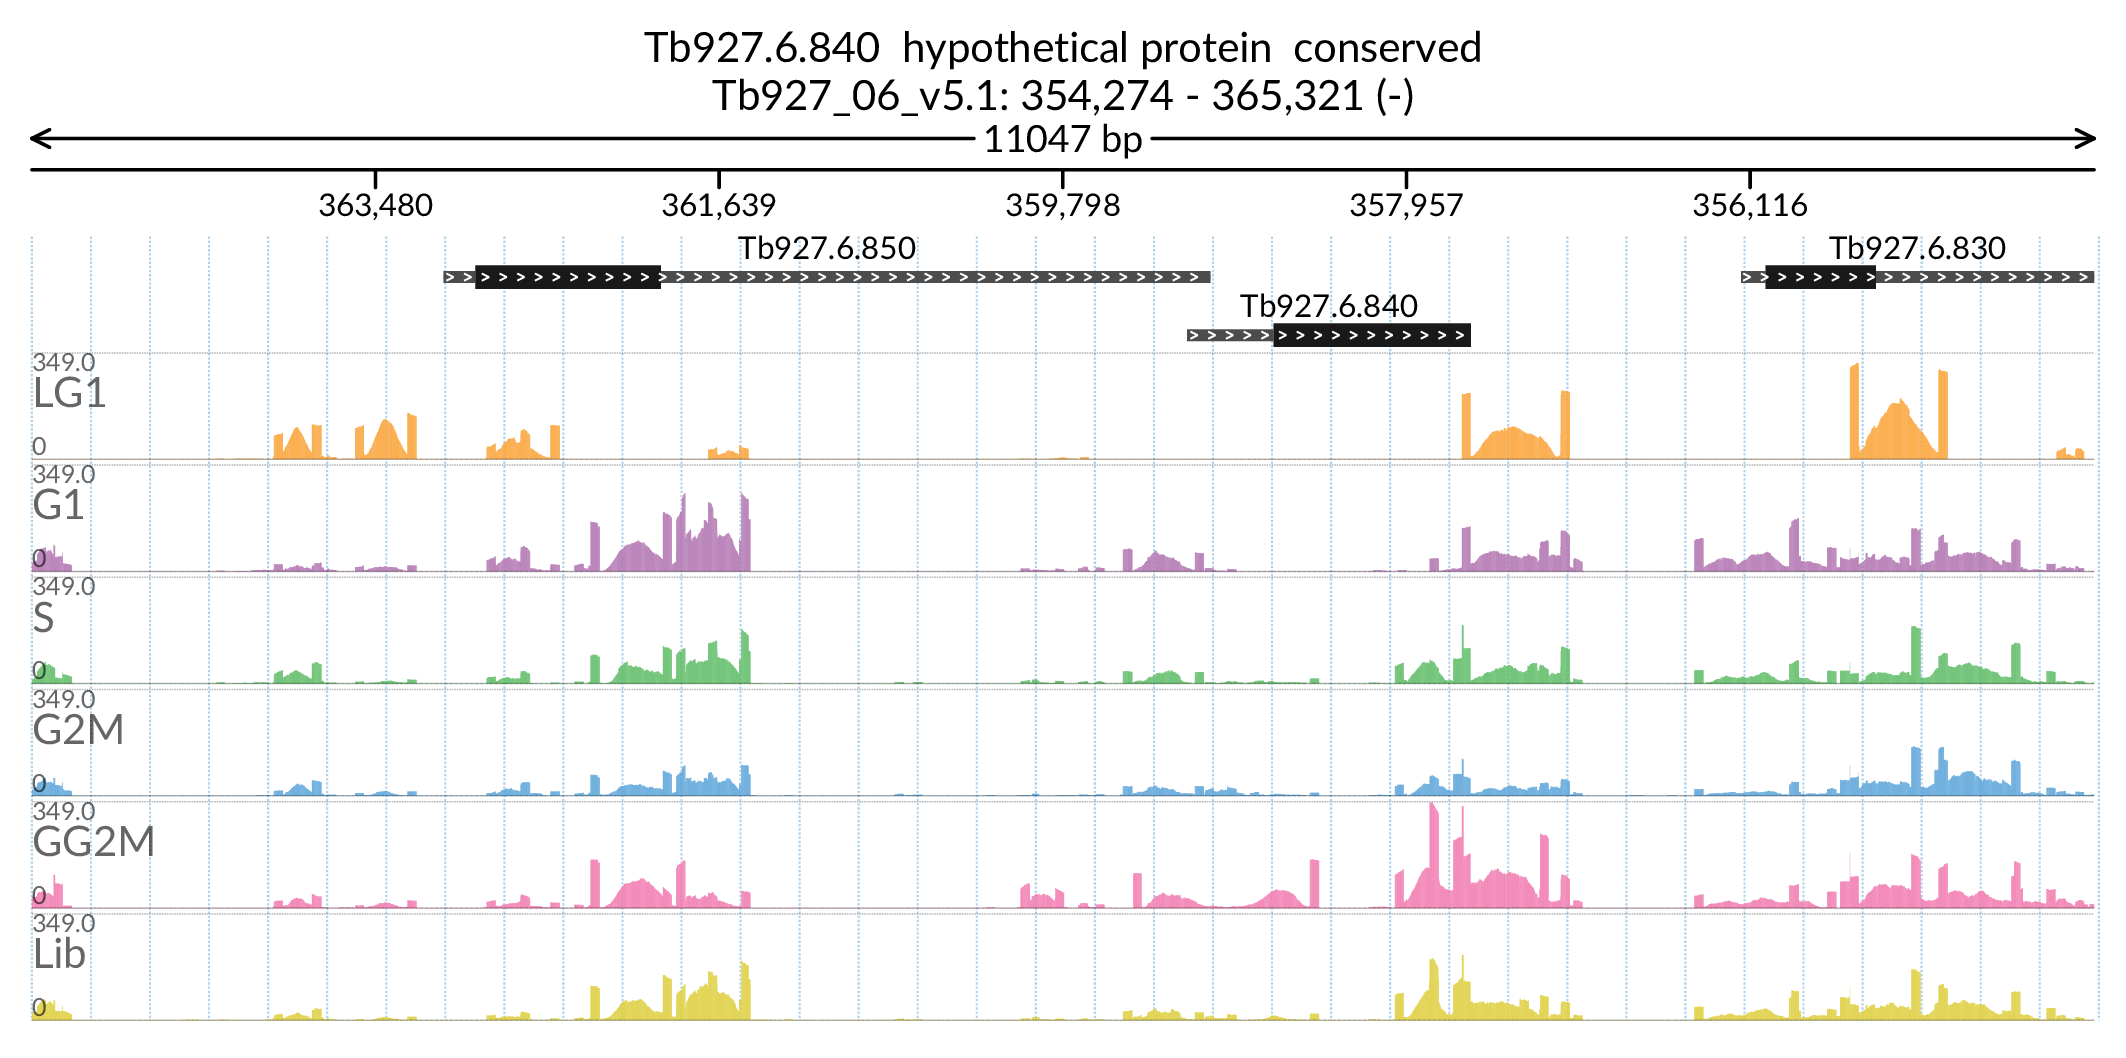 Tb927.6.840  hypothetical protein  conserved
Tb927_06_v5.1: 354,274 - 365,321 (-)
11047 bp
363,480 361,639 359,798 357,957 356,116
Tb927.6.850 Tb927.6.830
Tb927.6.840
349.0
LG1
0
349.0
G1
0
349.0
S
0
349.0
G2M
0
349.0
GG2M
0
349.0
Lib
0